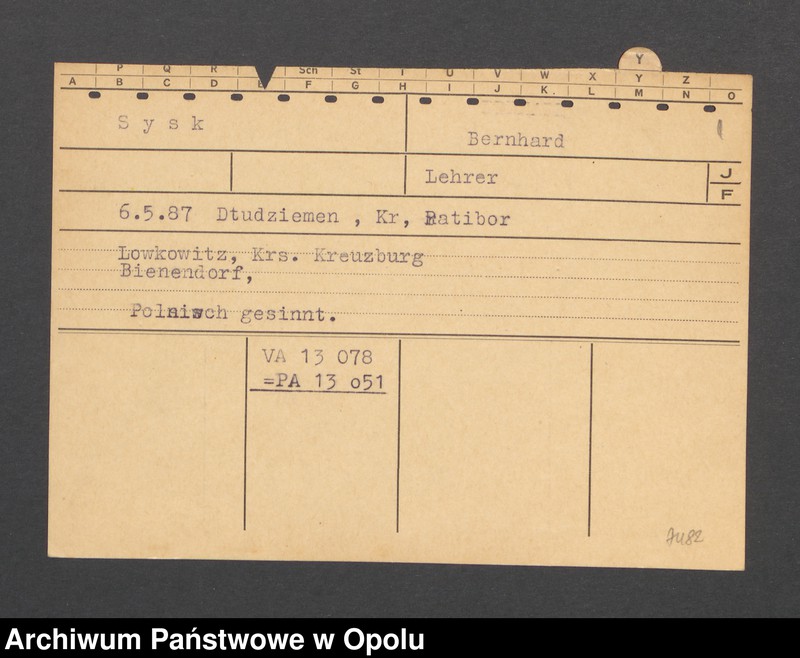 P Q R Sch St T U V W X Y Z
A B C D E F G H I J K L M N O
Y
Sysk Bernhard
Lehrer J
F
6.5.87 Dtudziemen , Kr, Ratibor
Lowkowitz, Krs. Kreuzburg
Bienendorf,
Polnisch gesinnt.
VA 13 078
=PA 13 o51
Archiwum Państwowe w Opolu